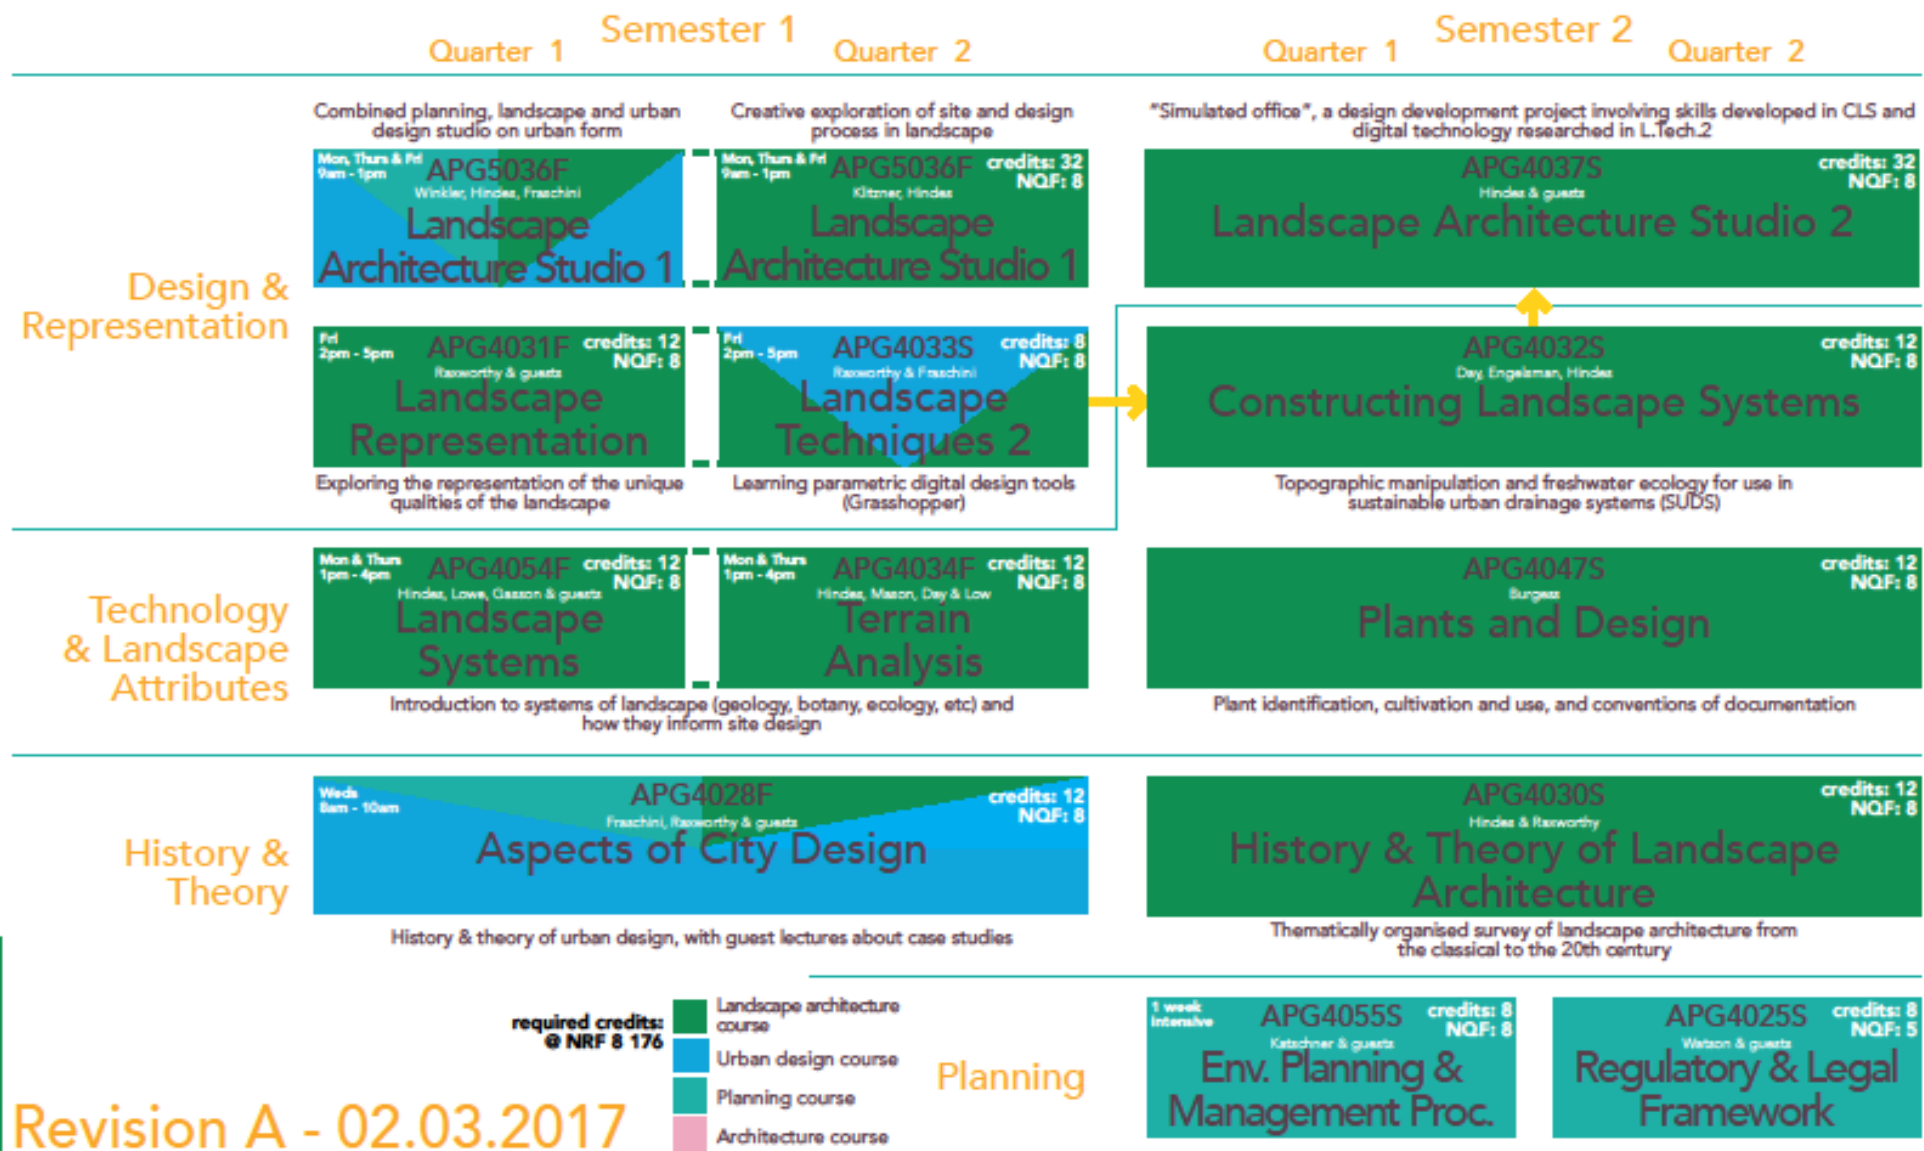 Semester 1
Quarter 1
Quarter 2
Semester 2
Quarter 1
Quarter 2
Design &
Representation
Combined planning, landscape and urban
design studio on urban form
Mon, Thurs & Fri
9am - 1pm
APG5036F
Winkler, Hindes, Fraschini
Landscape
Architecture Studio 1
Creative exploration of site and design
process in landscape
Mon, Thurs & Fri
9am - 1pm
APG5036F
credits: 32
NQF: 8
Klitzner, Hindes
Landscape
Architecture Studio 1
"Simulated office", a design development project involving skills developed in CLS and
digital technology researched in L.Tech.2
APG4037S
credits: 32
NQF: 8
Hindes & guests
Landscape Architecture Studio 2
Fri
2pm - 5pm
APG4031F
credits: 12
NQF: 8
Raxworthy & guests
Landscape
Representation
Exploring the representation of the unique
qualities of the landscape
Fri
2pm - 5pm
APG4033S
credits: 8
NQF: 8
Raxworthy & Fraschini
Landscape
Techniques 2
Learning parametric digital design tools
(Grasshopper)
APG4032S
credits: 12
NQF: 8
Day, Engelsman, Hindes
Constructing Landscape Systems
Topographic manipulation and freshwater ecology for use in
sustainable urban drainage systems (SUDS)
Technology
& Landscape
Attributes
Mon & Thurs
1pm - 4pm
APG4054F
credits: 12
NQF: 8
Hindes, Lowe, Gasson & guests
Landscape
Systems
Mon & Thurs
1pm - 4pm
APG4034F
credits: 12
NQF: 8
Hindes, Mason, Day & Low
Terrain
Analysis
Introduction to systems of landscape (geology, botany, ecology, etc) and
how they inform site design
APG4047S
credits: 12
NQF: 8
Burgess
Plants and Design
Plant identification, cultivation and use, and conventions of documentation
History &
Theory
Weds
8am - 10am
APG4028F
credits: 12
NQF: 8
Fraschini, Raxworthy & guests
Aspects of City Design
History & theory of urban design, with guest lectures about case studies
APG4030S
credits: 12
NQF: 8
Hindes & Raxworthy
History & Theory of Landscape
Architecture
Thematically organised survey of landscape architecture from
the classical to the 20th century
required credits:
@ NRF 8 176
Landscape architecture
course
Urban design course
Planning course
Architecture course
Planning
1 week
intensive
APG4055S
credits: 8
NQF: 8
Katschner & guests
Env. Planning &
Management Proc.
APG4025S
credits: 8
NQF: 5
Watson & guests
Regulatory & Legal
Framework
Revision A - 02.03.2017